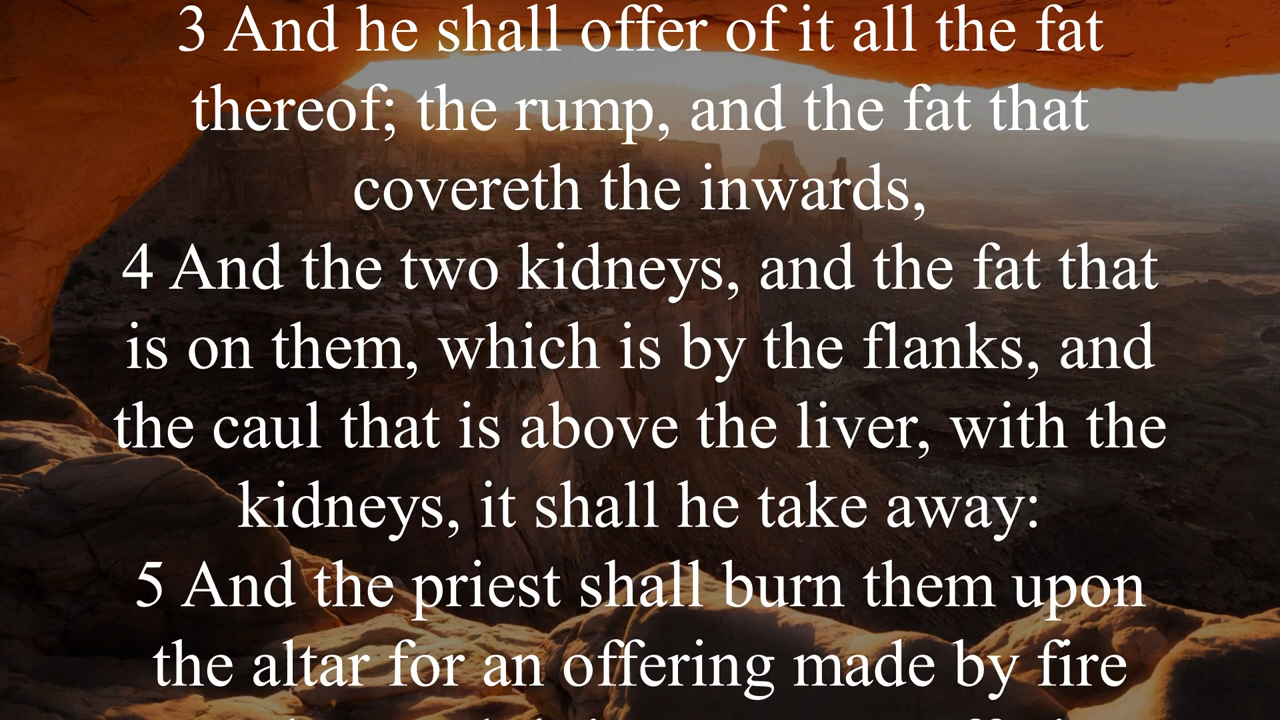 3 And he shall offer of it all the fat
thereof; the rump, and the fat that
covereth the inwards,
4 And the two kidneys, and the fat that
is on them, which is by the flanks, and
the caul that is above the liver, with the
kidneys, it shall he take away:
5 And the priest shall burn them upon
the altar for an offering made by fire